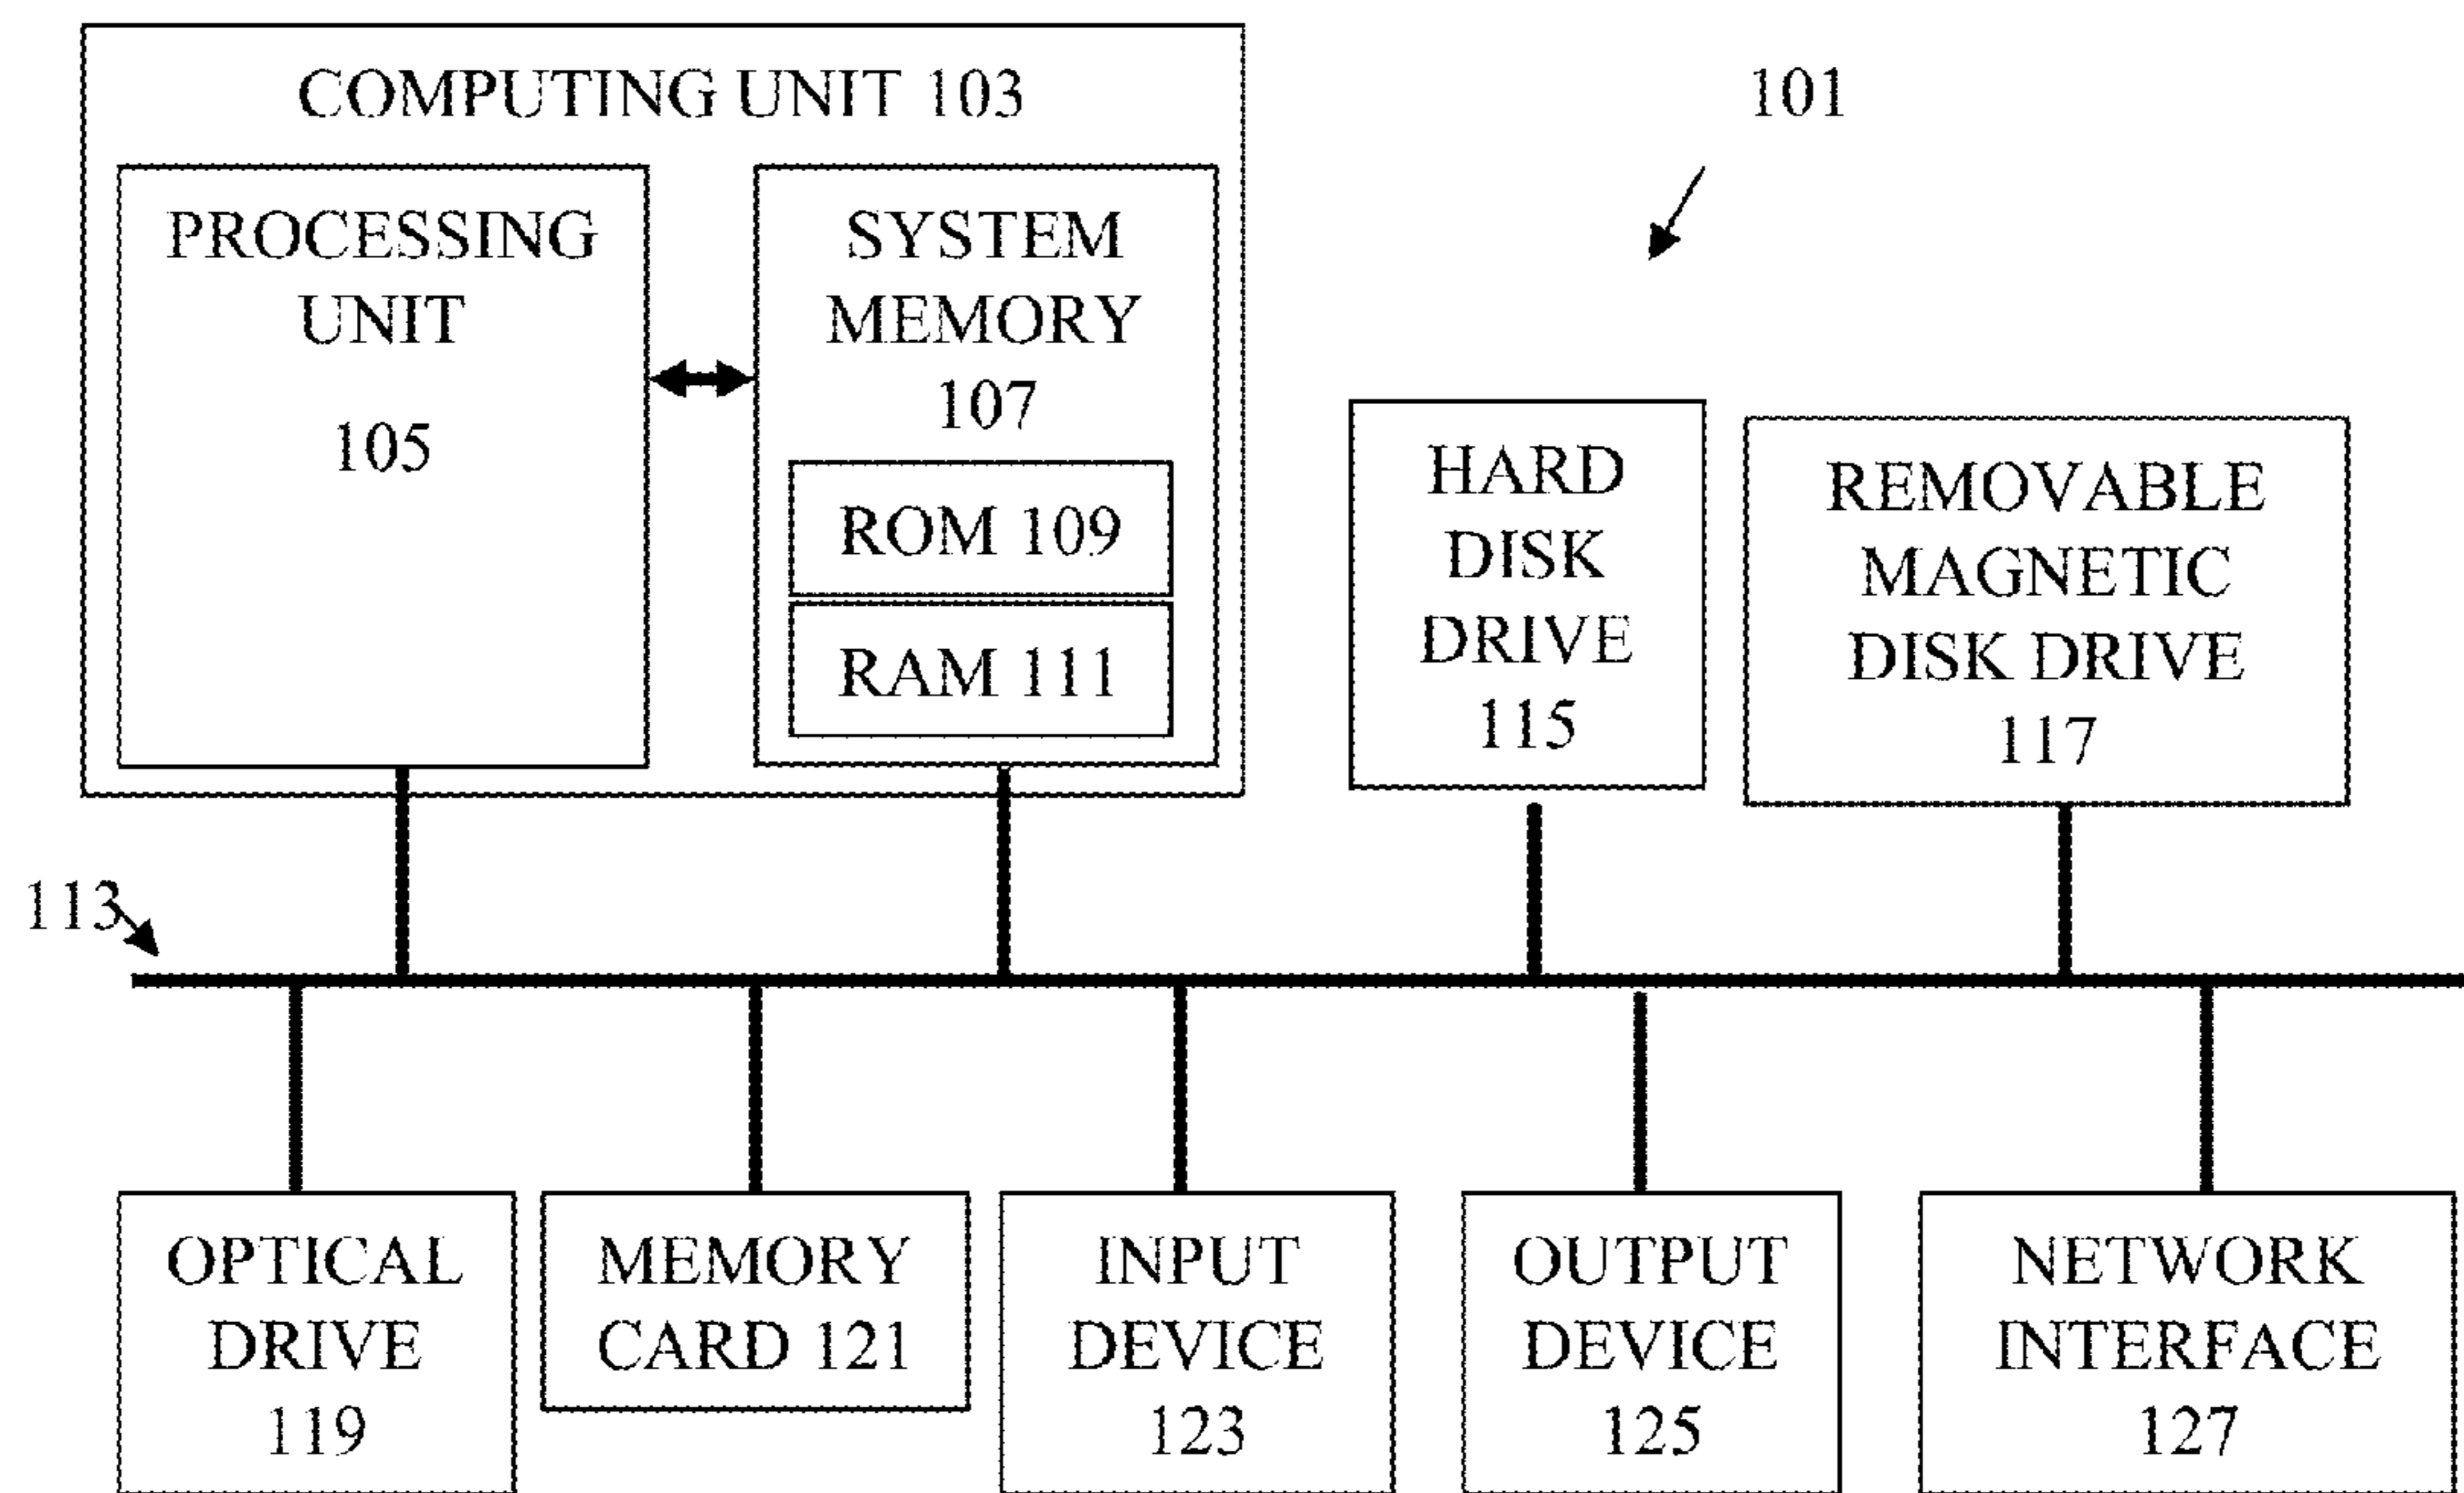 COMPUTING UNIT 103
101
PROCESSING
UNIT
105
SYSTEM
MEMORY
107
ROM 109
RAM 111
HARD
DISK
DRIVE
115
REMOVABLE
MAGNETIC
DISK DRIVE
117
113
OPTICAL
DRIVE
119
MEMORY
CARD 121
INPUT
DEVICE
123
OUTPUT
DEVICE
125
NETWORK
INTERFACE
127